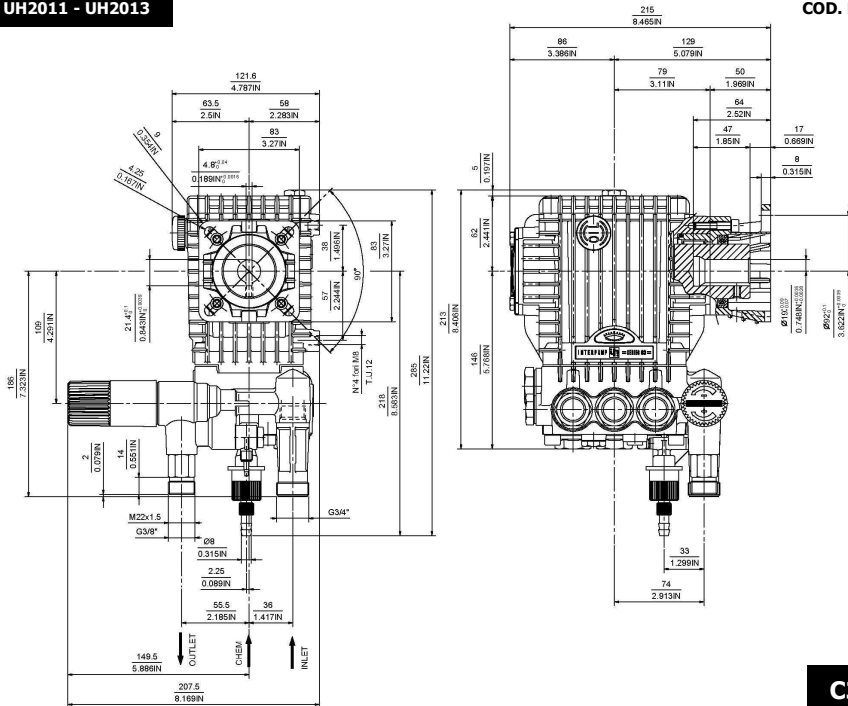 UH2011 - UH2013
COD.
215
8.465IN
86
3.386IN
129
5.079IN
79
3.11IN
50
1.969IN
64
2.52IN
47
1.85IN
17
0.669IN
8
0.315IN
121.6
4.787IN
63.5
2.5IN
58
2.283IN
83
3.27IN
9
0.354IN
4.8
0.189IN
4.25
0.167IN
5
0.197IN
62
2.441IN
38
1.496IN
83
3.27IN
90°
57
2.244IN
21.4
0.843IN
109
4.291IN
186
7.323IN
213
8.406IN
146
5.768IN
285
11.22IN
218
8.583IN
N°4 fori M8
T.U.12
Ø19
0.748IN
Ø92
3.622IN
INTERPUMP
2
0.079IN
14
0.551IN
M22x1.5
G3/8"
G3/4"
Ø8
0.315IN
2.25
0.089IN
55.5
2.185IN
36
1.417IN
33
1.299IN
74
2.913IN
OUTLET
CHEM
INLET
149.5
5.886IN
207.5
8.169IN